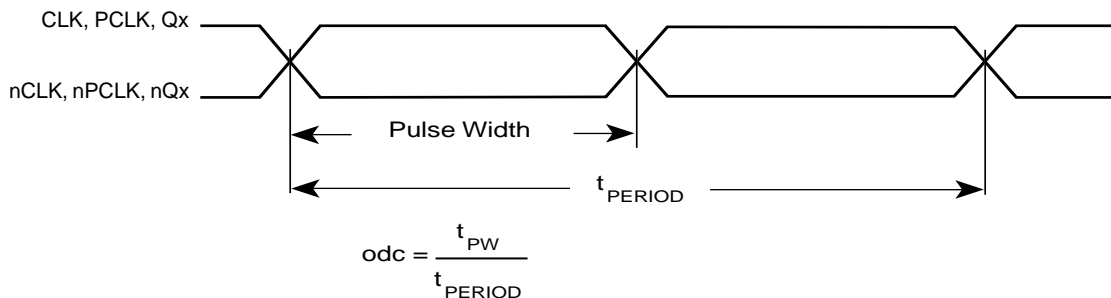 CLK, PCLK, Qx
nCLK, nPCLK, nQx
Pulse Width
tPERIOD
odc = tPW
tPERIOD